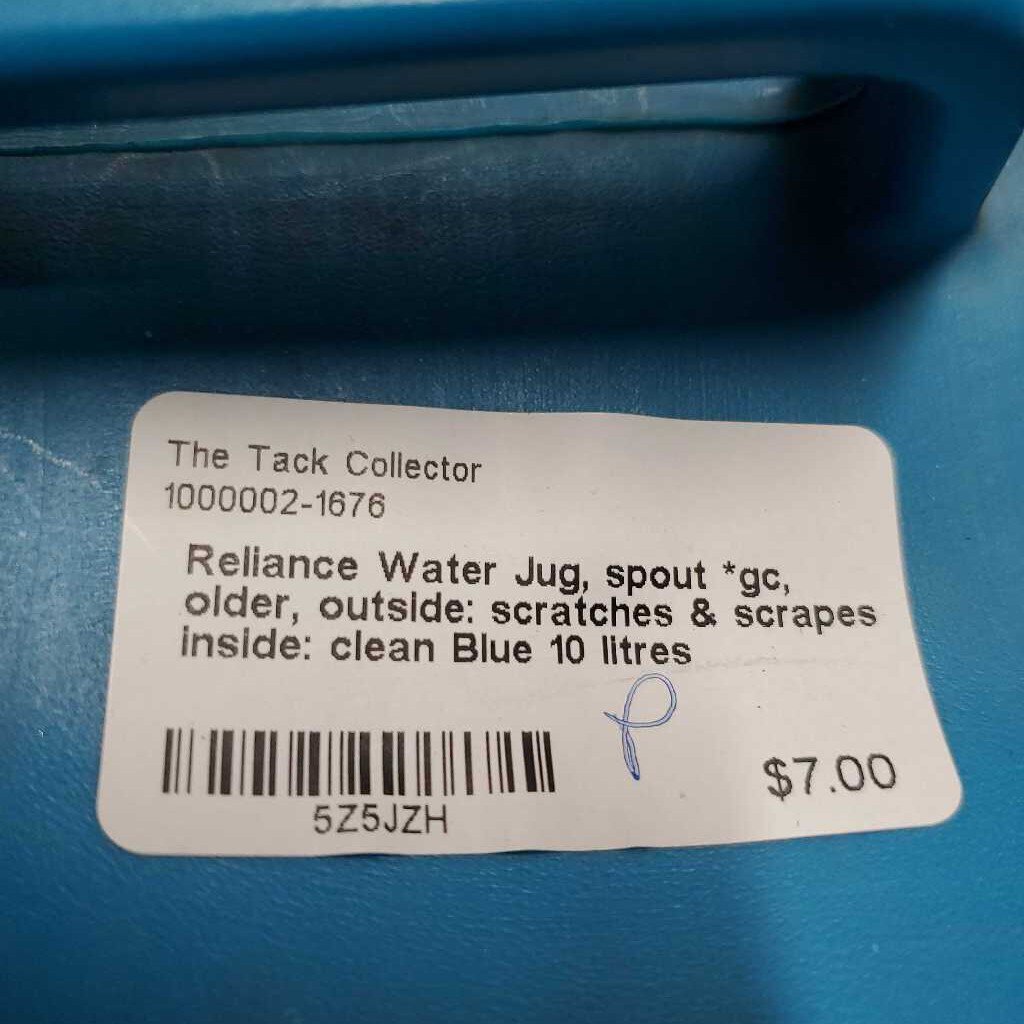 The Tack Collector
1000002-1676
Reliance Water Jug, spout *gc,
older, outside: scratches & scrapes
inside: clean Blue 10 litres
P
$7.00
5Z5JZH